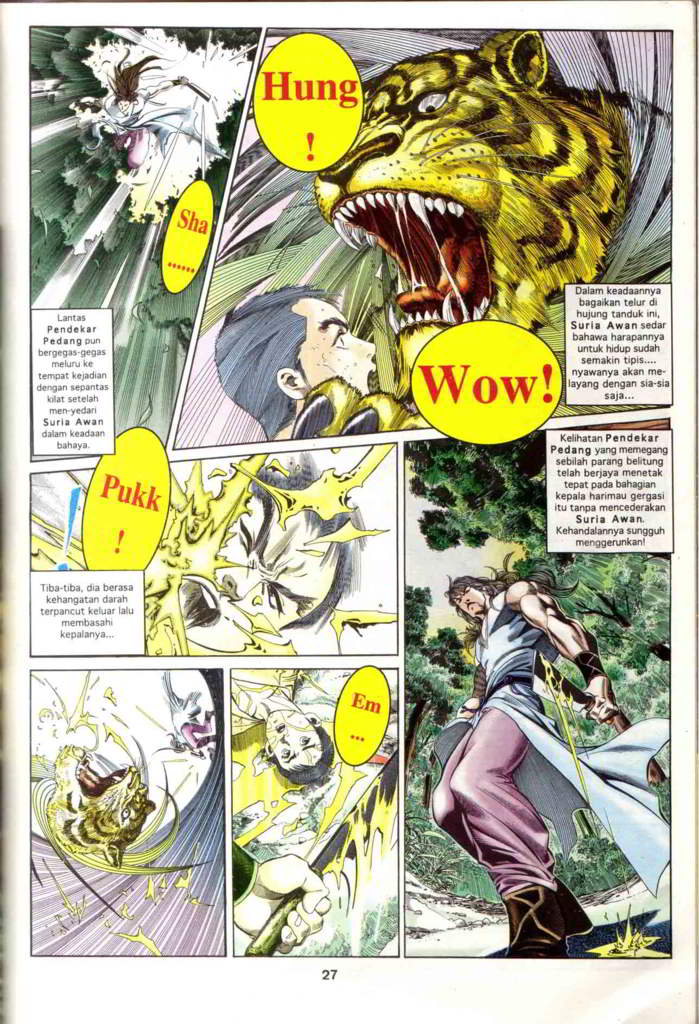 Sha
......
Lantas
Pendekar
Pedang pun
bergegas-gegas
meluru ke
tempat kejadian
dengan sepantas
kilat setelah
men-yedari
Suria Awan
dalam keadaan
bahaya.
Hung
!
Wow!
Dalam keadaannya
bagaikan telur di
hujung tanduk ini,
Suria Awan sedar
bahawa harapannya
untuk hidup sudah
semakin tipis....
nyawanya akan me-
layang dengan sia-sia
saja...
Pukk
!
Tiba-tiba, dia berasa
kehangatan darah
terpancut keluar lalu
membasahi
kepalanya...
Kelihatan Pendekar
Pedang yang memegang
sebilah parang belitung
telah berjaya menetak
tepat pada bahagian
kepala harimau gergasi
itu tanpa mencederakan
Suria Awan.
Kehandalannya sungguh
menggerunkan!
Em
...
27